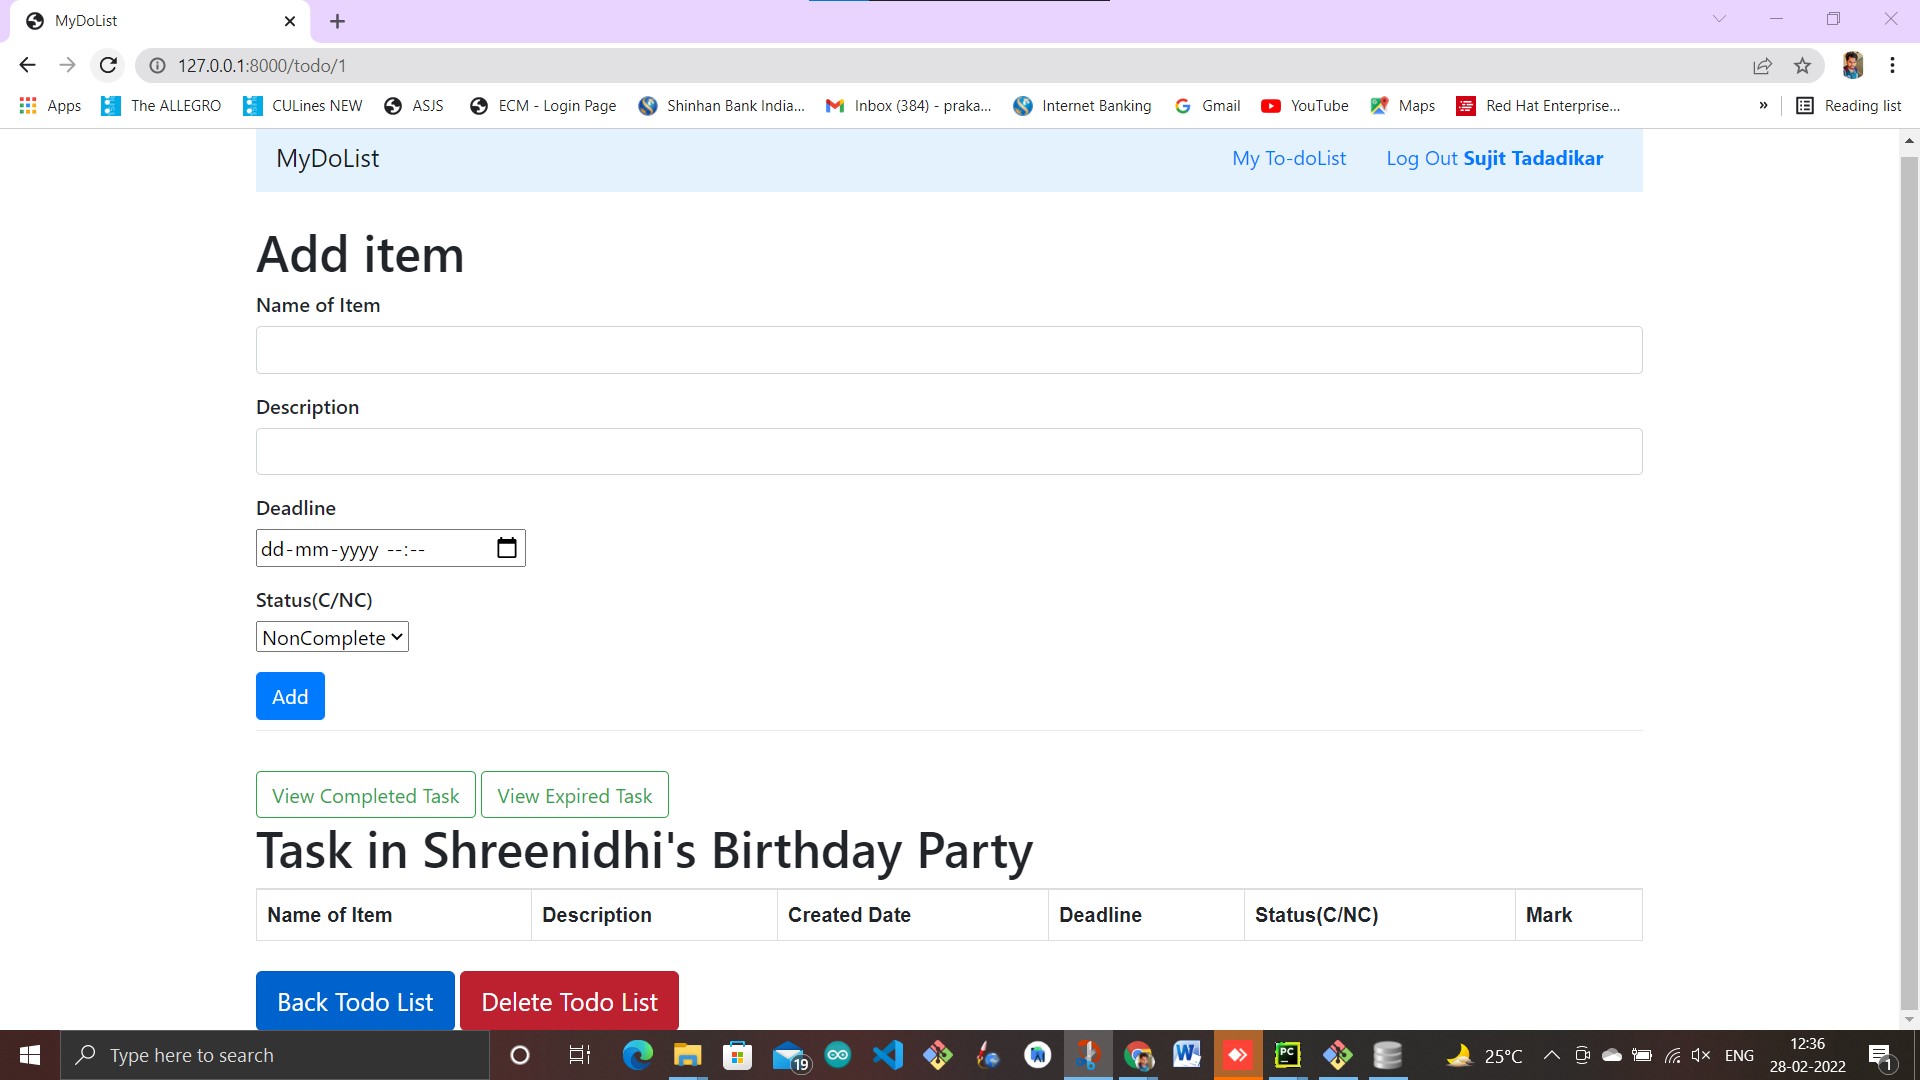 MyDoList
127.0.0.1:8000/todo/1
Apps The ALLEGRO CULines NEW ASJS ECM - Login Page Shinhan Bank India... Inbox (384) - praka... Internet Banking Gmail YouTube Maps Red Hat Enterprise... » Reading list
MyDoList My To-doList Log Out Sujit Tadadikar
Add item
Name of Item
Description
Deadline
dd-mm-yyyy --:--
Status(C/NC)
NonComplete
Add
View Completed Task View Expired Task
Task in Shreenidhi's Birthday Party
Name of Item Description Created Date Deadline Status(C/NC) Mark
Back Todo List Delete Todo List
Type here to search 19 PC 25°C ENG 12:36
28-02-2022 1